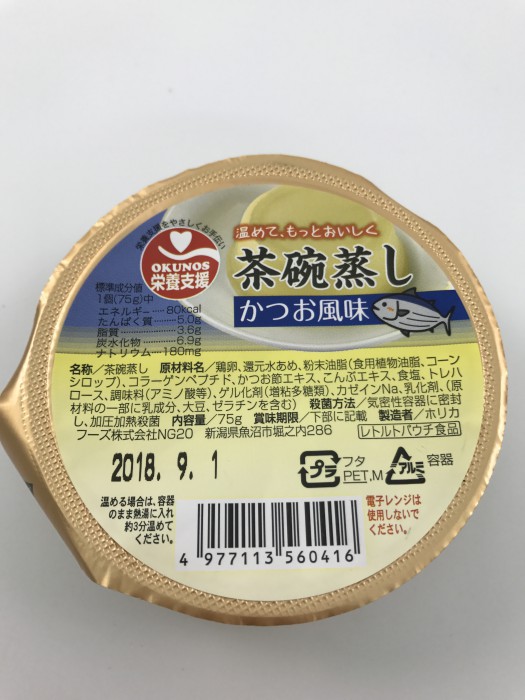 栄養支援をやさしくお手伝い
OKUNOS
栄養支援
温めて、もっとおいしく
茶碗蒸し
かつお風味
標準成分値
1個(75g)中
エネルギー…80kcal
たんぱく質……5.0g
脂質…………3.6g
炭水化物………6.9g
ナトリウム…180mg
名称／茶碗蒸し 原材料名／鶏卵、還元水あめ、粉末油脂(食用植物油脂、コーン
シロップ)、コラーゲンペプチド、かつお節エキス、こんぶエキス、食塩、トレハ
ロース、調味料(アミノ酸等)、ゲル化剤(増粘多糖類)、カゼインNa、乳化剤、(原
材料の一部に乳成分、大豆、ゼラチンを含む) 殺菌方法／気密性容器に密封
し、加圧加熱殺菌 内容量／75g 賞味期限／下部に記載 製造者／ホリカ
フーズ株式会社NG20 新潟県魚沼市堀之内286 レトルトパウチ食品
2018. 9. 1
プラ
フタ
PET,M
アルミ
容器
温める場合は、容器
のまま熱湯に入れ
約3分温めて
ください。
電子レンジは
使用しないで
ください。
4 977113 560416